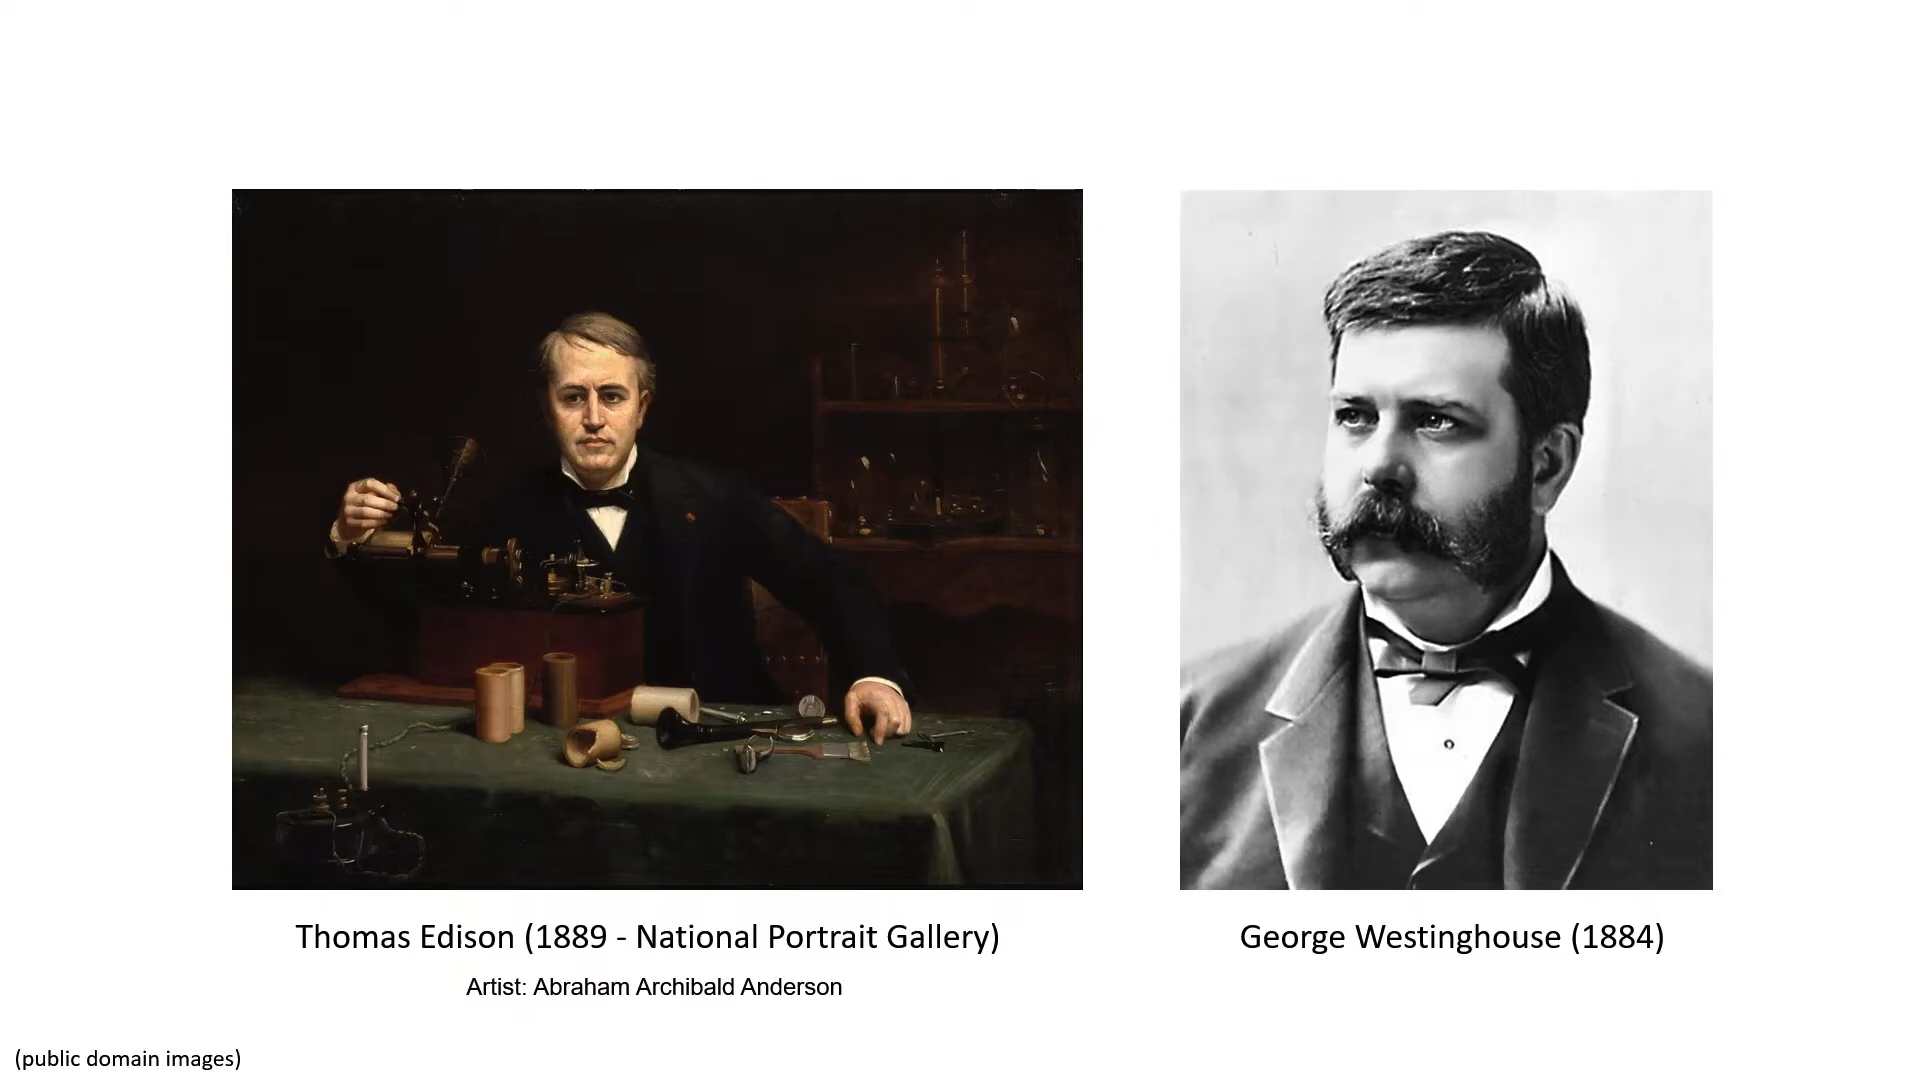 Thomas Edison (1889 - National Portrait Gallery)
Artist: Abraham Archibald Anderson
George Westinghouse (1884)
(public domain images)